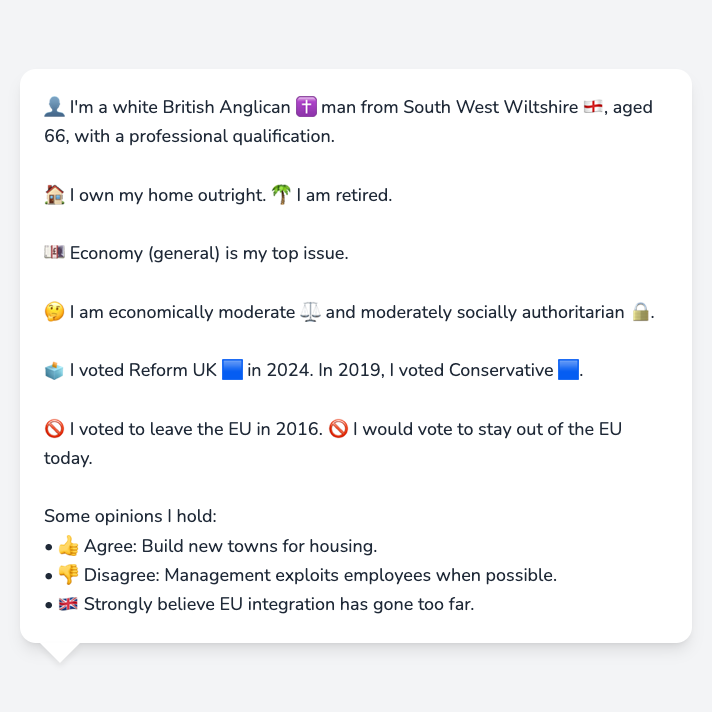 👤 I'm a white British Anglican ✝️ man from South West Wiltshire 🏴󠁧󠁢󠁥󠁮󠁧󠁿, aged
66, with a professional qualification.
🏠 I own my home outright. 🌴 I am retired.
💷 Economy (general) is my top issue.
🤔 I am economically moderate ⚖️ and moderately socially authoritarian 🔒.
🗳️ I voted Reform UK 🟦 in 2024. In 2019, I voted Conservative 🟦.
🚫 I voted to leave the EU in 2016. 🚫 I would vote to stay out of the EU
today.
Some opinions I hold:
• 👍 Agree: Build new towns for housing.
• 👎 Disagree: Management exploits employees when possible.
• 🇬🇧 Strongly believe EU integration has gone too far.